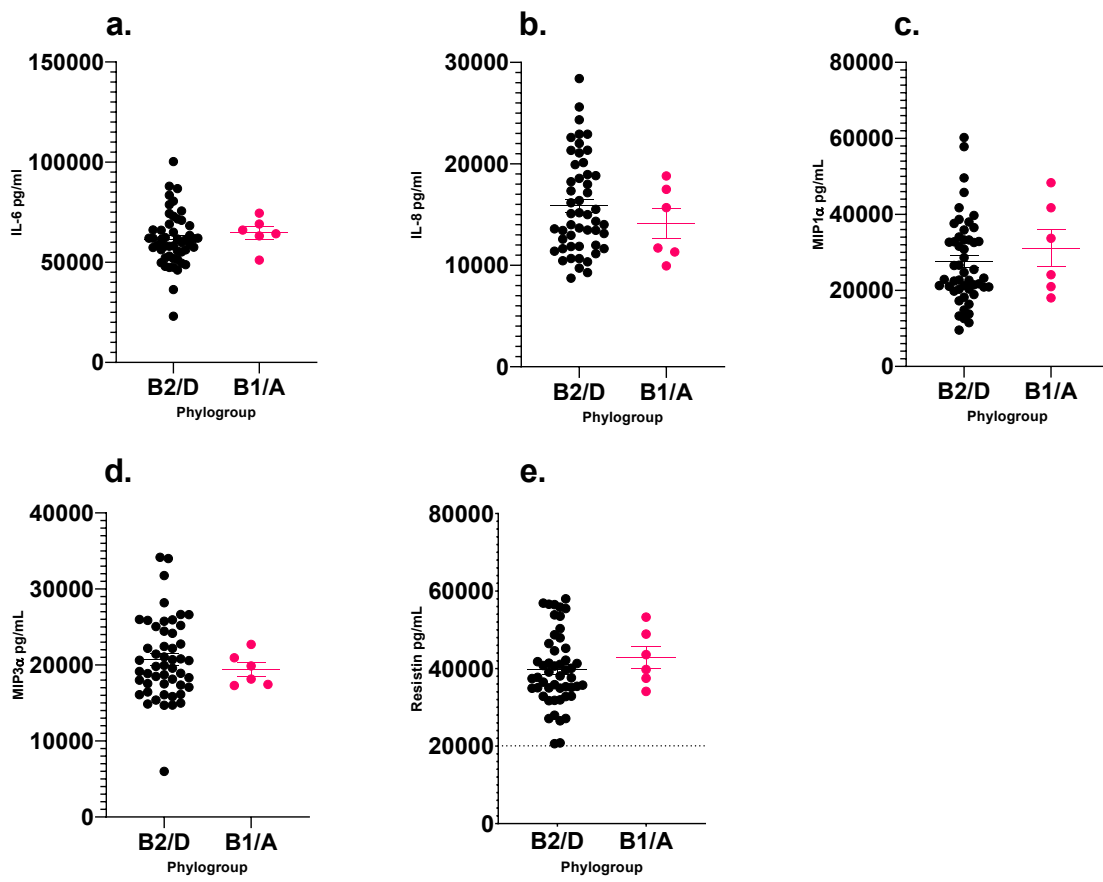 a.
150000
100000
50000
0
IL-6 pg/ml
B2/D B1/A
Phylogroup
b.
30000
20000
10000
0
IL-8 pg/ml
B2/D B1/A
Phylogroup
c.
80000
60000
40000
20000
0
MIP1α pg/mL
B2/D B1/A
Phylogroup
d.
40000
30000
20000
10000
0
MIP3α pg/mL
B2/D B1/A
Phylogroup
e.
80000
60000
40000
20000
0
Resistin pg/mL
B2/D B1/A
Phylogroup